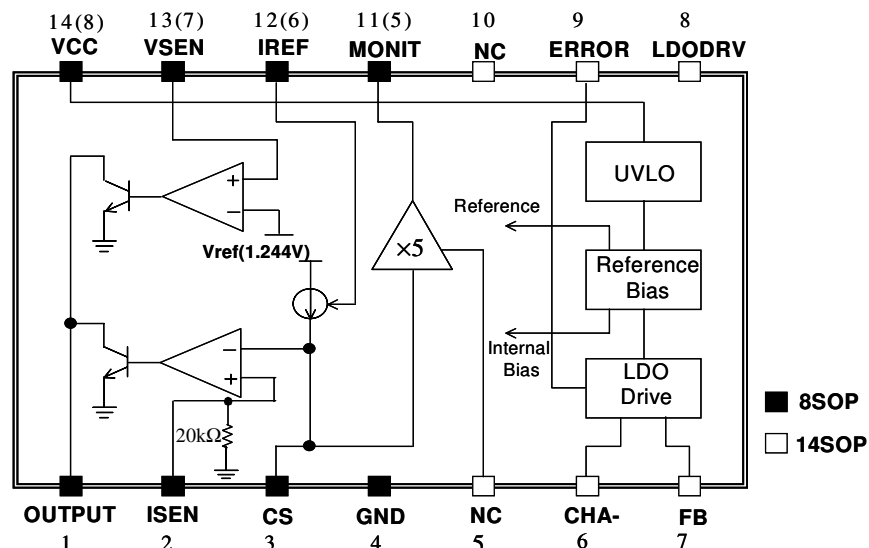 14(8) 13(7) 12(6) 11(5) 10 9 8
VCC VSEN IREF MONIT NC ERROR LDODRV
UVLO
+
−
Reference
Vref(1.244V)
×5
Reference
Bias
−
+
Internal
Bias
LDO
Drive
20kΩ
8SOP
14SOP
OUTPUT ISEN CS GND NC CHA- FB
1 2 3 4 5 6 7